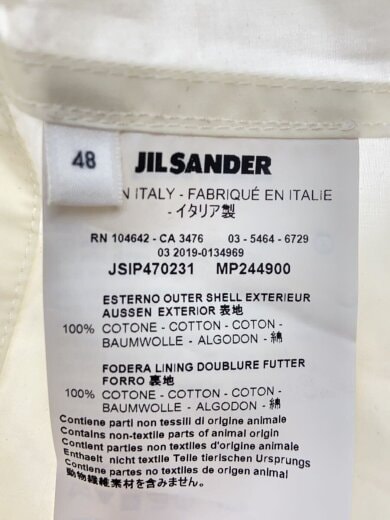 48
JIL SANDER
N ITALY - FABRIQUÉ EN ITALIE
- イタリア製
RN 104642 - CA 3476 03 - 5464 - 6729
03 2019-0134969
JSIP470231 MP244900
ESTERNO OUTER SHELL EXTERIEUR
AUSSEN EXTERIOR 表地
100% COTONE - COTTON - COTON -
BAUMWOLLE - ALGODON - 綿
FODERA LINING DOUBLURE FUTTER
FORRO 裏地
100% COTONE - COTTON - COTON -
BAUMWOLLE - ALGODON - 綿
Contiene parti non tessili di origine animale
Contains non-textile parts of animal origin
Contient parties non textiles d'origine animale
Enthaelt nicht textile Teile tierischen Ursprungs
Contiene partes no textiles de origen animal
動物繊維素材を含みません。